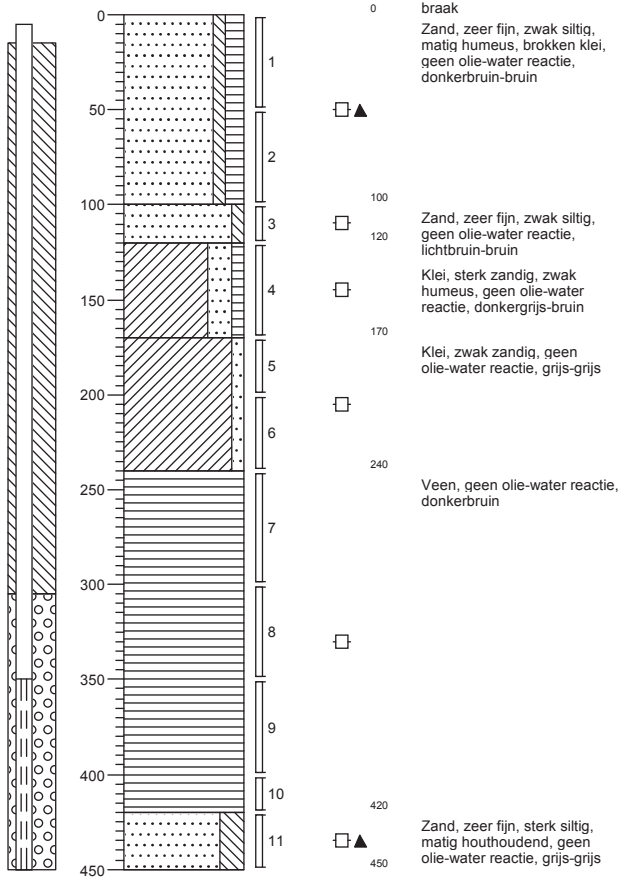 0 braak
0
Zand, zeer fijn, zwak siltig,
matig humeus, brokken klei,
geen olie-water reactie,
donkerbruin-bruin
1
50
2
100
100
Zand, zeer fijn, zwak siltig,
geen olie-water reactie,
lichtbruin-bruin
3
120
Klei, sterk zandig, zwak
humeus, geen olie-water
reactie, donkergrijs-bruin
4
150
170
Klei, zwak zandig, geen
olie-water reactie, grijs-grijs
5
200
6
240
Veen, geen olie-water reactie,
donkerbruin
250
7
300
8
350
9
400
10
420
Zand, zeer fijn, sterk siltig,
matig houthoudend, geen
olie-water reactie, grijs-grijs
11
450
450